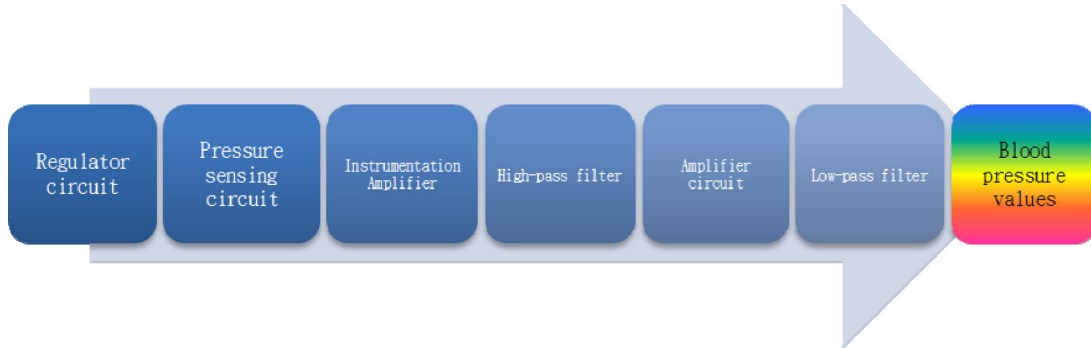 Regulator
circuit
Pressure
sensing
circuit
Instrumentation
Amplifier
High-pass filter
Amplifier
circuit
Low-pass filter
Blood
pressure
values